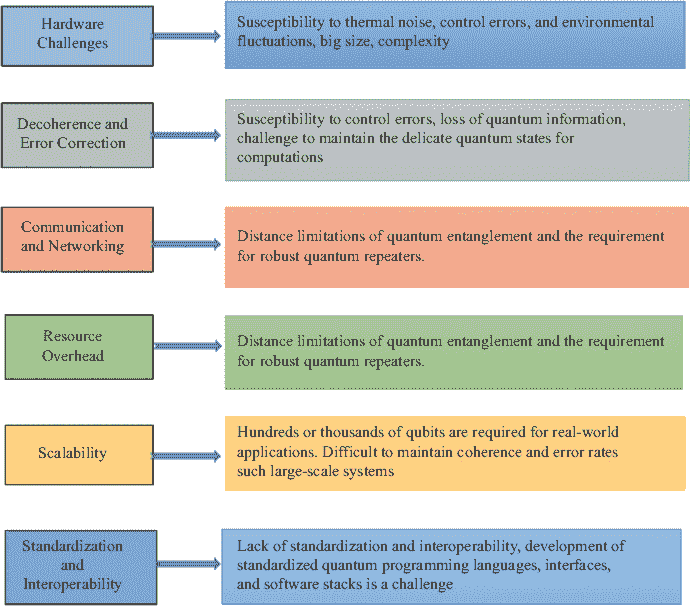 Hardware
Challenges
Susceptibility to thermal noise, control errors, and environmental
fluctuations, big size, complexity
Decoherence and
Error Correction
Susceptibility to control errors, loss of quantum information,
challenge to maintain the delicate quantum states for
computations
Communication
and Networking
Distance limitations of quantum entanglement and the requirement
for robust quantum repeaters.
Resource
Overhead
Distance limitations of quantum entanglement and the requirement
for robust quantum repeaters.
Scalability
Hundreds or thousands of qubits are required for real-world
applications. Difficult to maintain coherence and error rates
such large-scale systems
Standardization
and
Interoperability
Lack of standardization and interoperability, development of
standardized quantum programming languages, interfaces,
and software stacks is a challenge